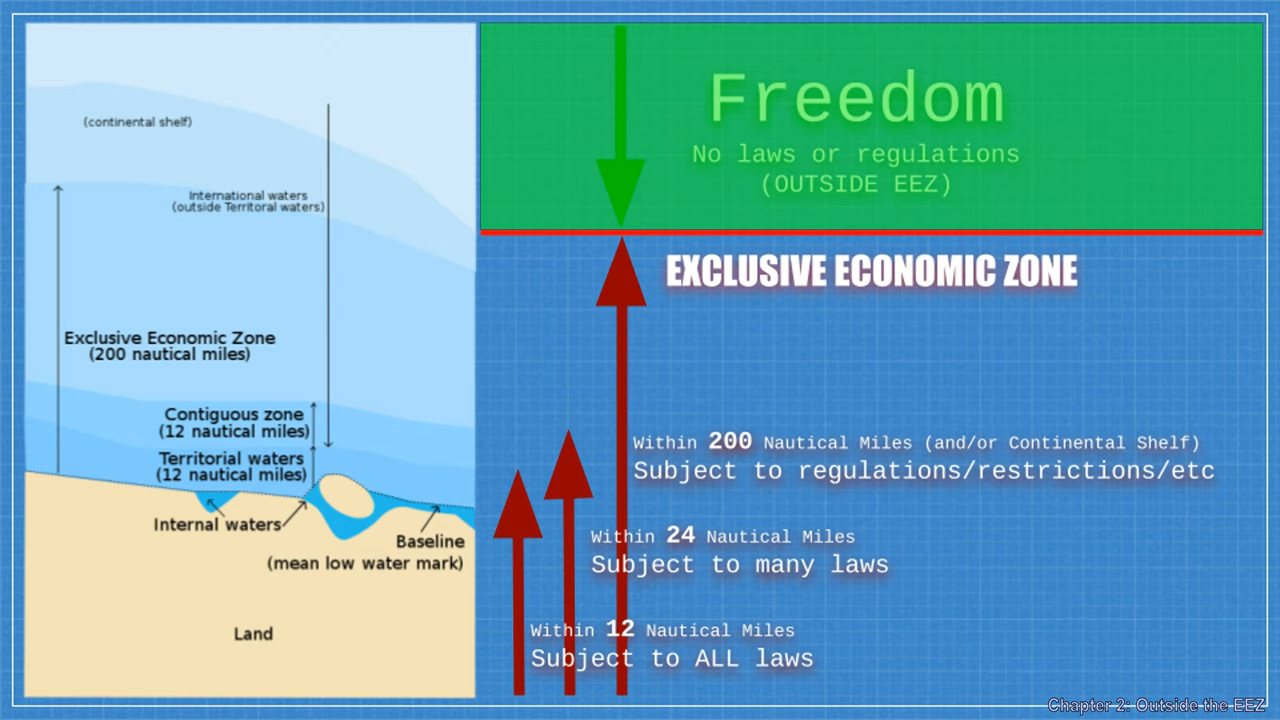 (continental shelf)
International waters
(outside Territoral waters)
Exclusive Economic Zone
(200 nautical miles)
Contiguous zone
(12 nautical miles)
Territorial waters
(12 nautical miles)
Internal waters
Baseline
(mean low water mark)
Land
Freedom
No laws or regulations
(OUTSIDE EEZ)
EXCLUSIVE ECONOMIC ZONE
Within 200 Nautical Miles (and/or Continental Shelf)
Subject to regulations/restrictions/etc
Within 24 Nautical Miles
Subject to many laws
Within 12 Nautical Miles
Subject to ALL laws
Chapter 2: Outside the EEZ